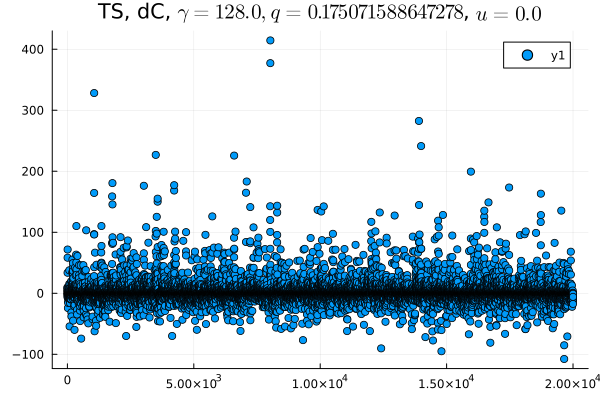 TS, dC, γ = 128.0, q = 0.175071588647278, u = 0.0
y1
400
300
200
100
0
−100
0 5.00×10³ 1.00×10⁴ 1.50×10⁴ 2.00×10⁴